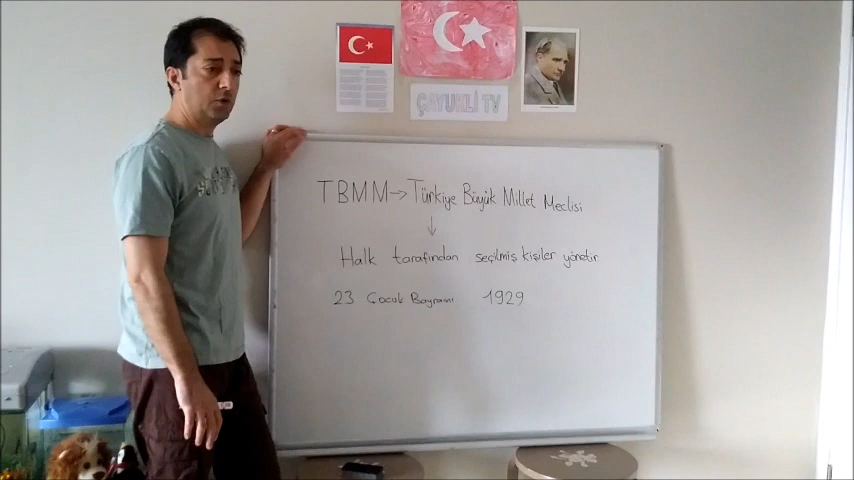 ÇAYURLİ TV
TBMM → Türkiye Büyük Millet Meclisi
↓
Halk tarafından seçilmiş kişiler yönetir
23 Çocuk Bayramı 1929